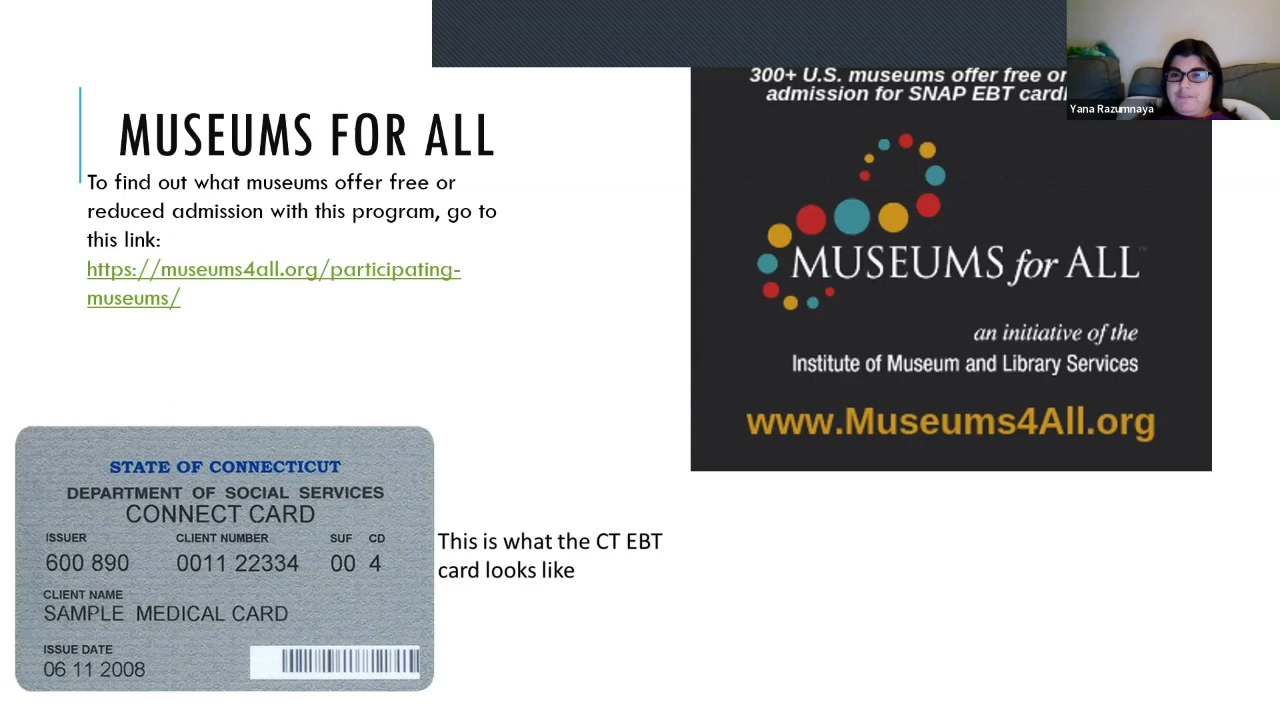 MUSEUMS FOR ALL
To find out what museums offer free or
reduced admission with this program, go to
this link:
https://museums4all.org/participating-
museums/
300+ U.S. museums offer free or
admission for SNAP EBT
Yana Razumnaya
MUSEUMS for ALL™
an initiative of the
Institute of Museum and Library Services
www.Museums4All.org
STATE OF CONNECTICUT
DEPARTMENT OF SOCIAL SERVICES
CONNECT CARD
ISSUER CLIENT NUMBER SUF CD
600 890 0011 22334 00 4
CLIENT NAME
SAMPLE MEDICAL CARD
ISSUE DATE
06 11 2008
This is what the CT EBT
card looks like